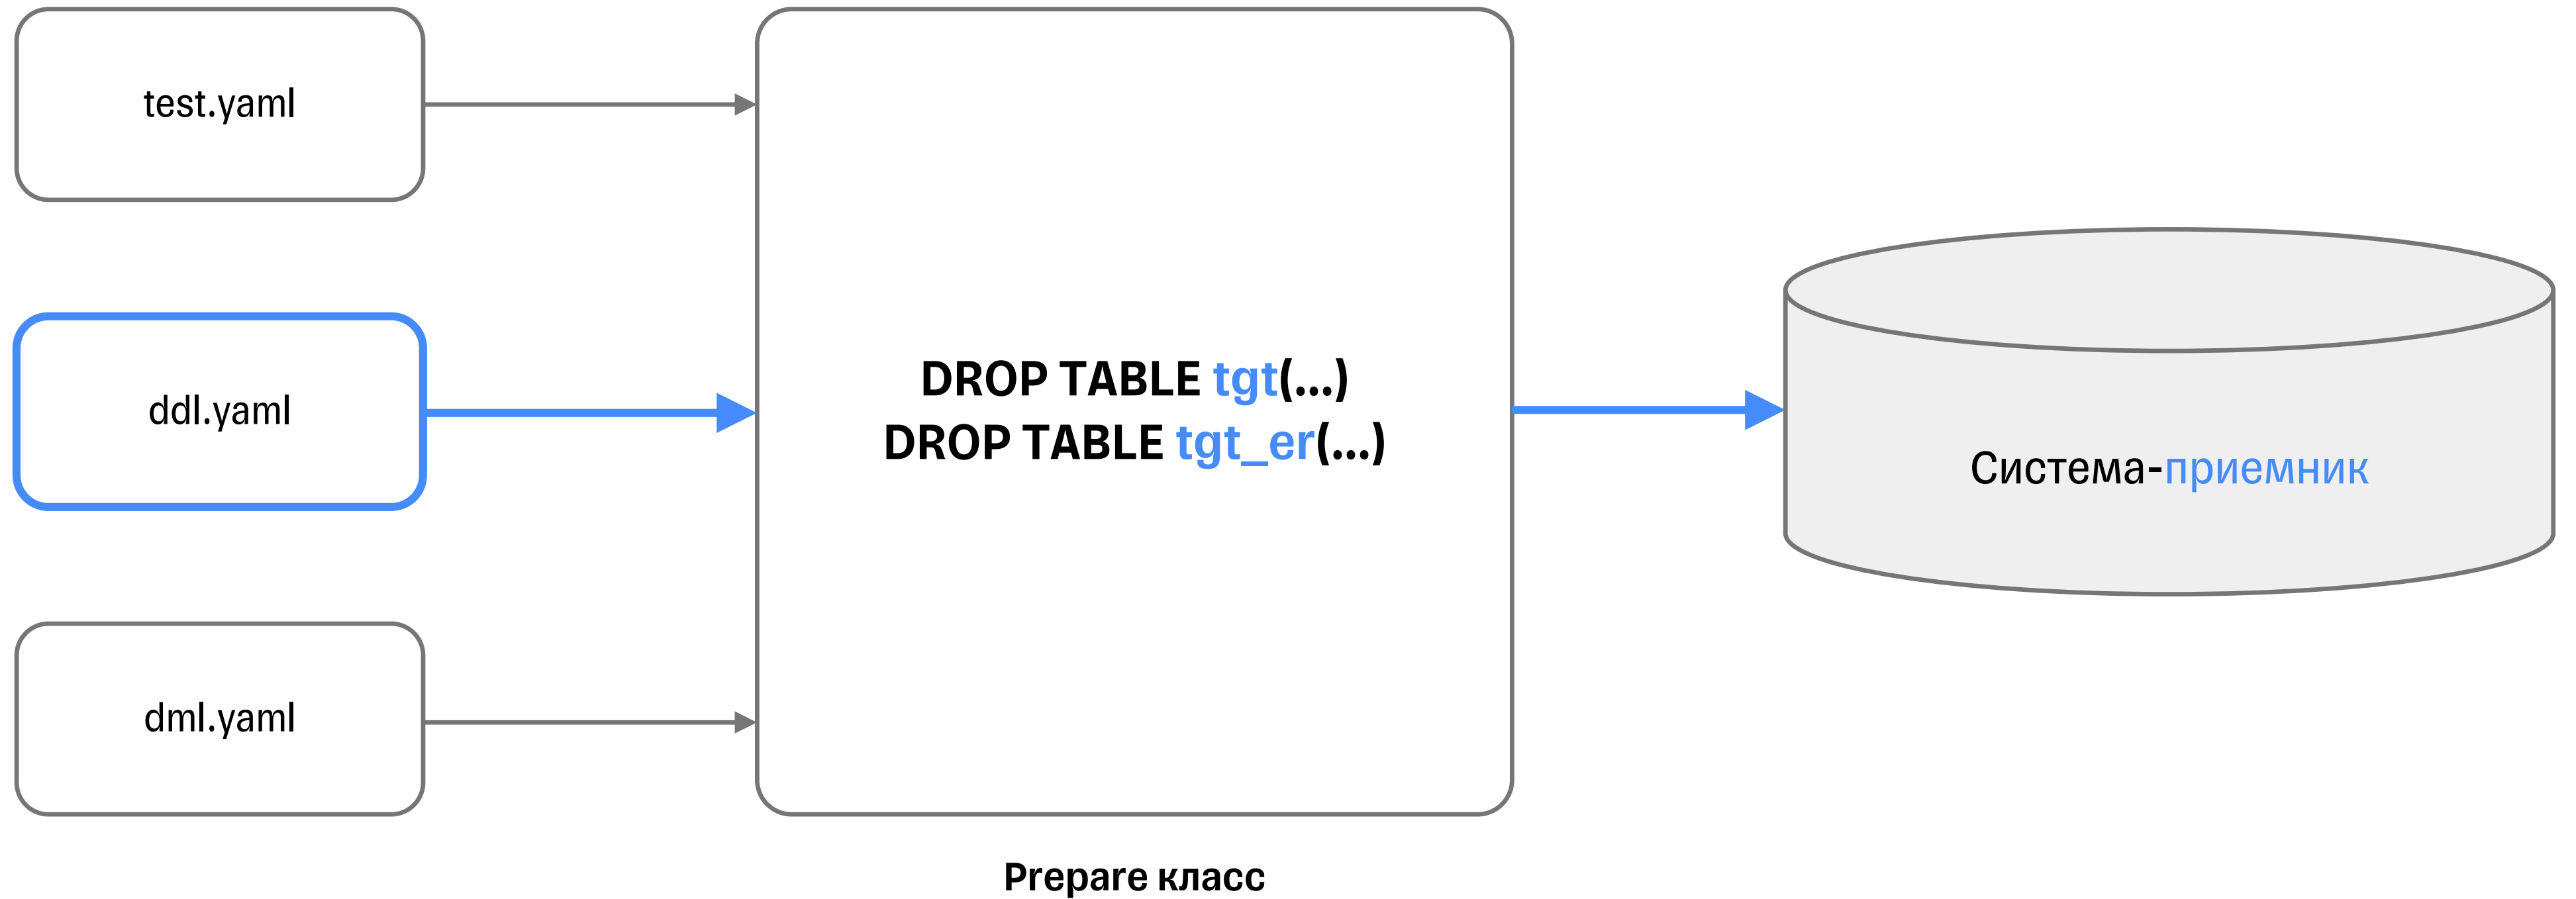 test.yaml
ddl.yaml
dml.yaml
DROP TABLE tgt(...)
DROP TABLE tgt_er(...)
Prepare класс
Система-приемник